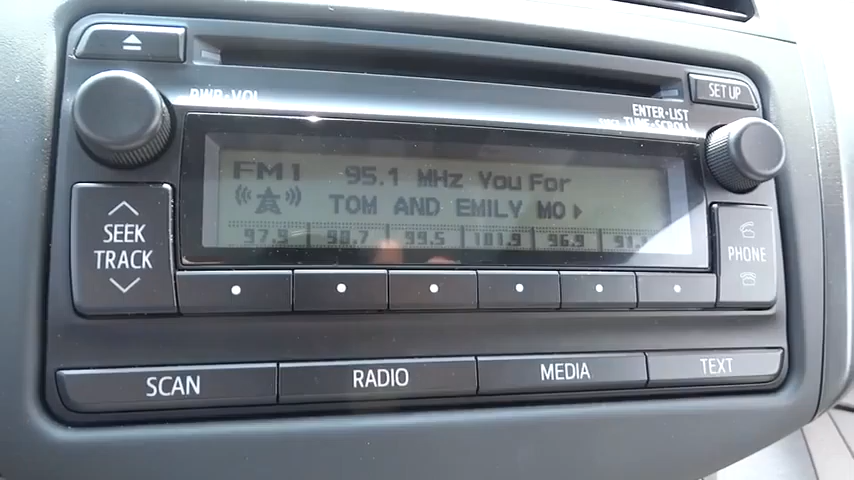 PWR•VOL
SET UP
ENTER•LIST
TUNE•SCROLL
FM1 95.1 MHz You For
TOM AND EMILY MO
97.9 98.7 99.5 101.9 96.9
SEEK
TRACK
PHONE
SCAN RADIO MEDIA TEXT